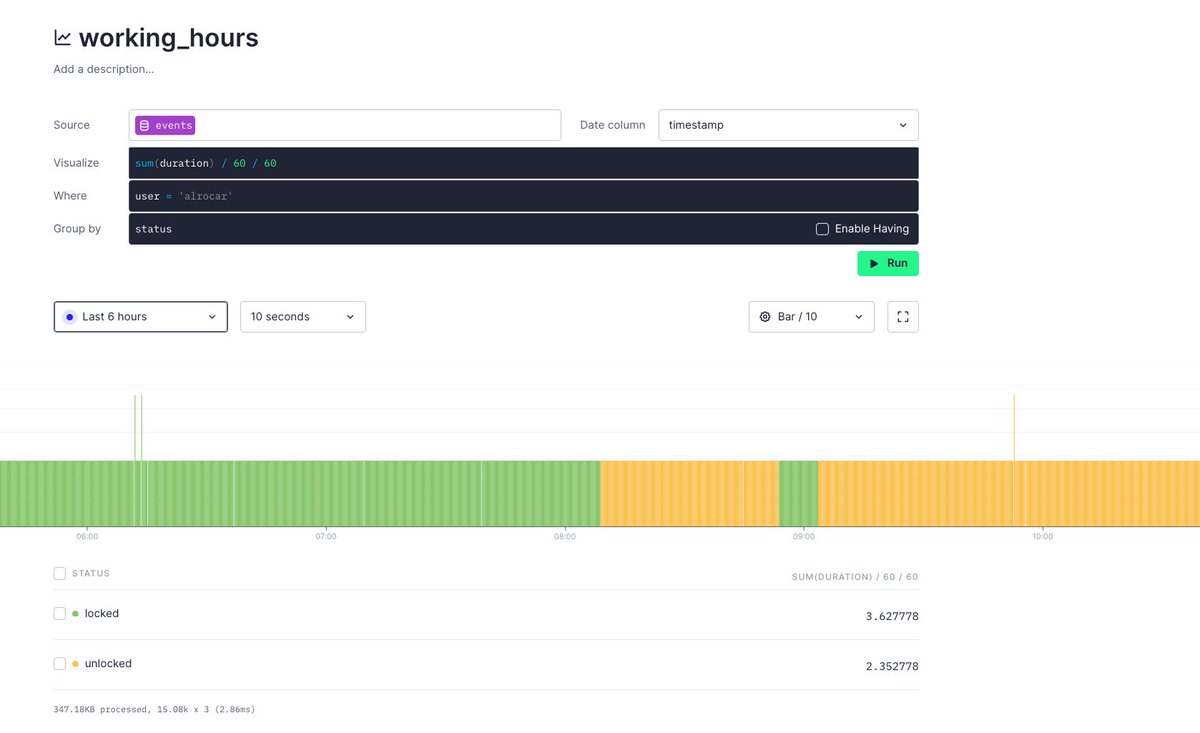 working_hours
Add a description...
Source
events
Date column
timestamp
Visualize
sum(duration) / 60 / 60
Where
user = 'alrocar'
Group by
status
Enable Having
Run
Last 6 hours
10 seconds
Bar / 10
06:00
07:00
08:00
09:00
10:00
STATUS
SUM(DURATION) / 60 / 60
locked
3.627778
unlocked
2.352778
347.18KB processed, 15.08k x 3 (2.86ms)